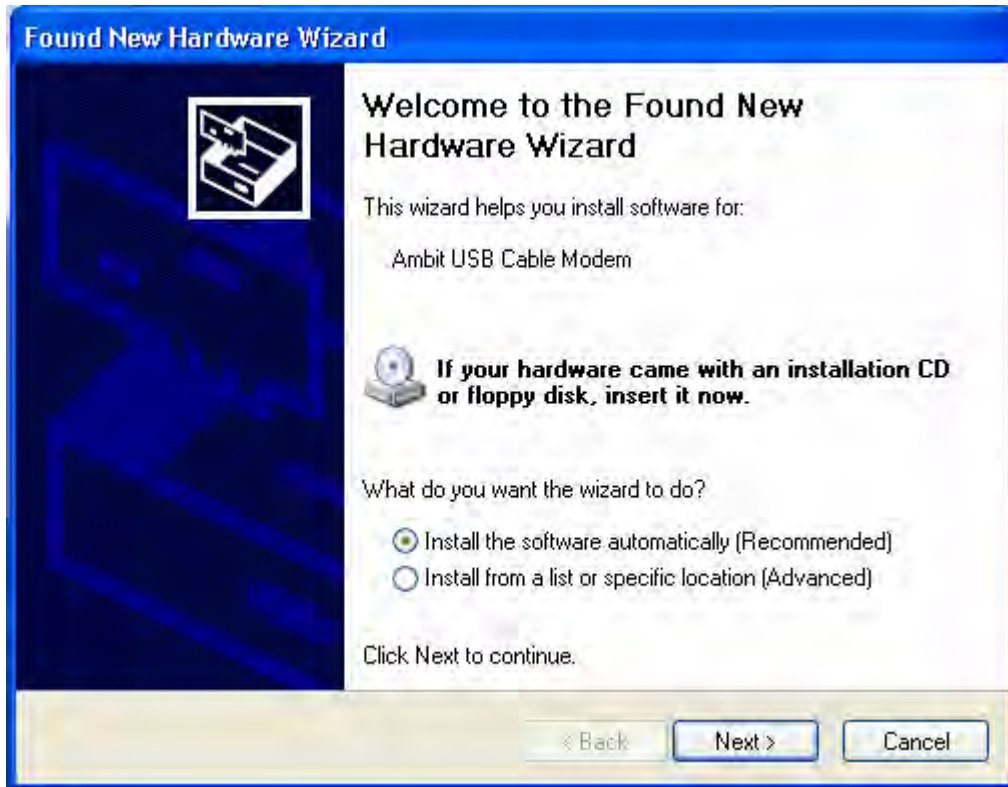 Found New Hardware Wizard
Welcome to the Found New
Hardware Wizard
This wizard helps you install software for:
Ambit USB Cable Modem
If your hardware came with an installation CD
or floppy disk, insert it now.
What do you want the wizard to do?
Install the software automatically (Recommended)
Install from a list or specific location (Advanced)
Click Next to continue.
< Back Next > Cancel